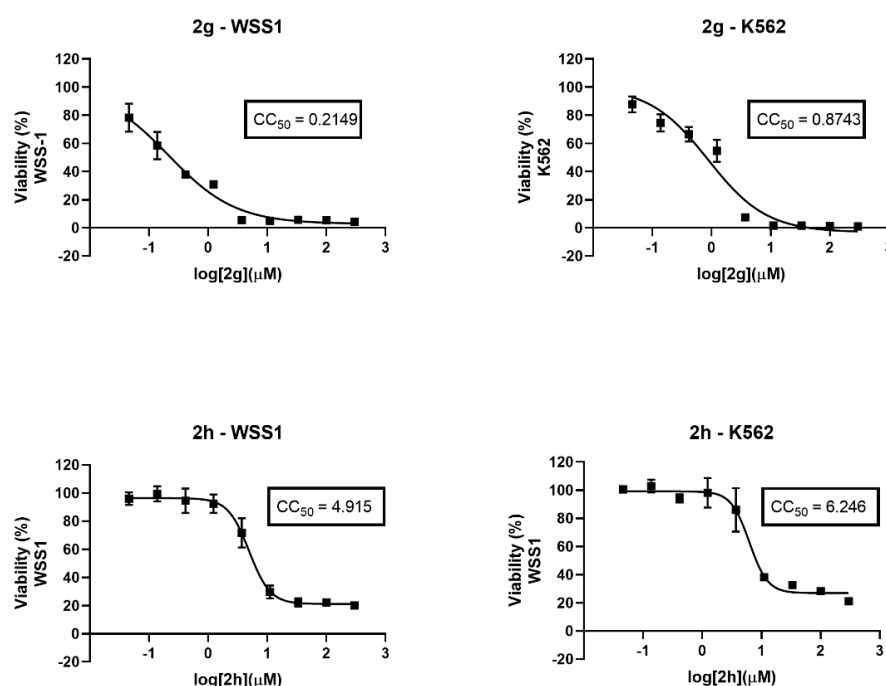 2g - WSS1
Viability (%)
WSS-1
120
100
80
60
40
20
0
-20
CC50 = 0.2149
-1
0
1
2
3
log[2g](μM)
2g - K562
Viability (%)
K562
120
100
80
60
40
20
0
-20
CC50 = 0.8743
-1
0
1
2
3
log[2g](μM)
2h - WSS1
Viability (%)
WSS1
120
100
80
60
40
20
0
-20
CC50 = 4.915
-1
0
1
2
3
log[2h](μM)
2h - K562
Viability (%)
WSS1
120
100
80
60
40
20
0
-20
CC50 = 6.246
-1
0
1
2
3
log[2h](μM)